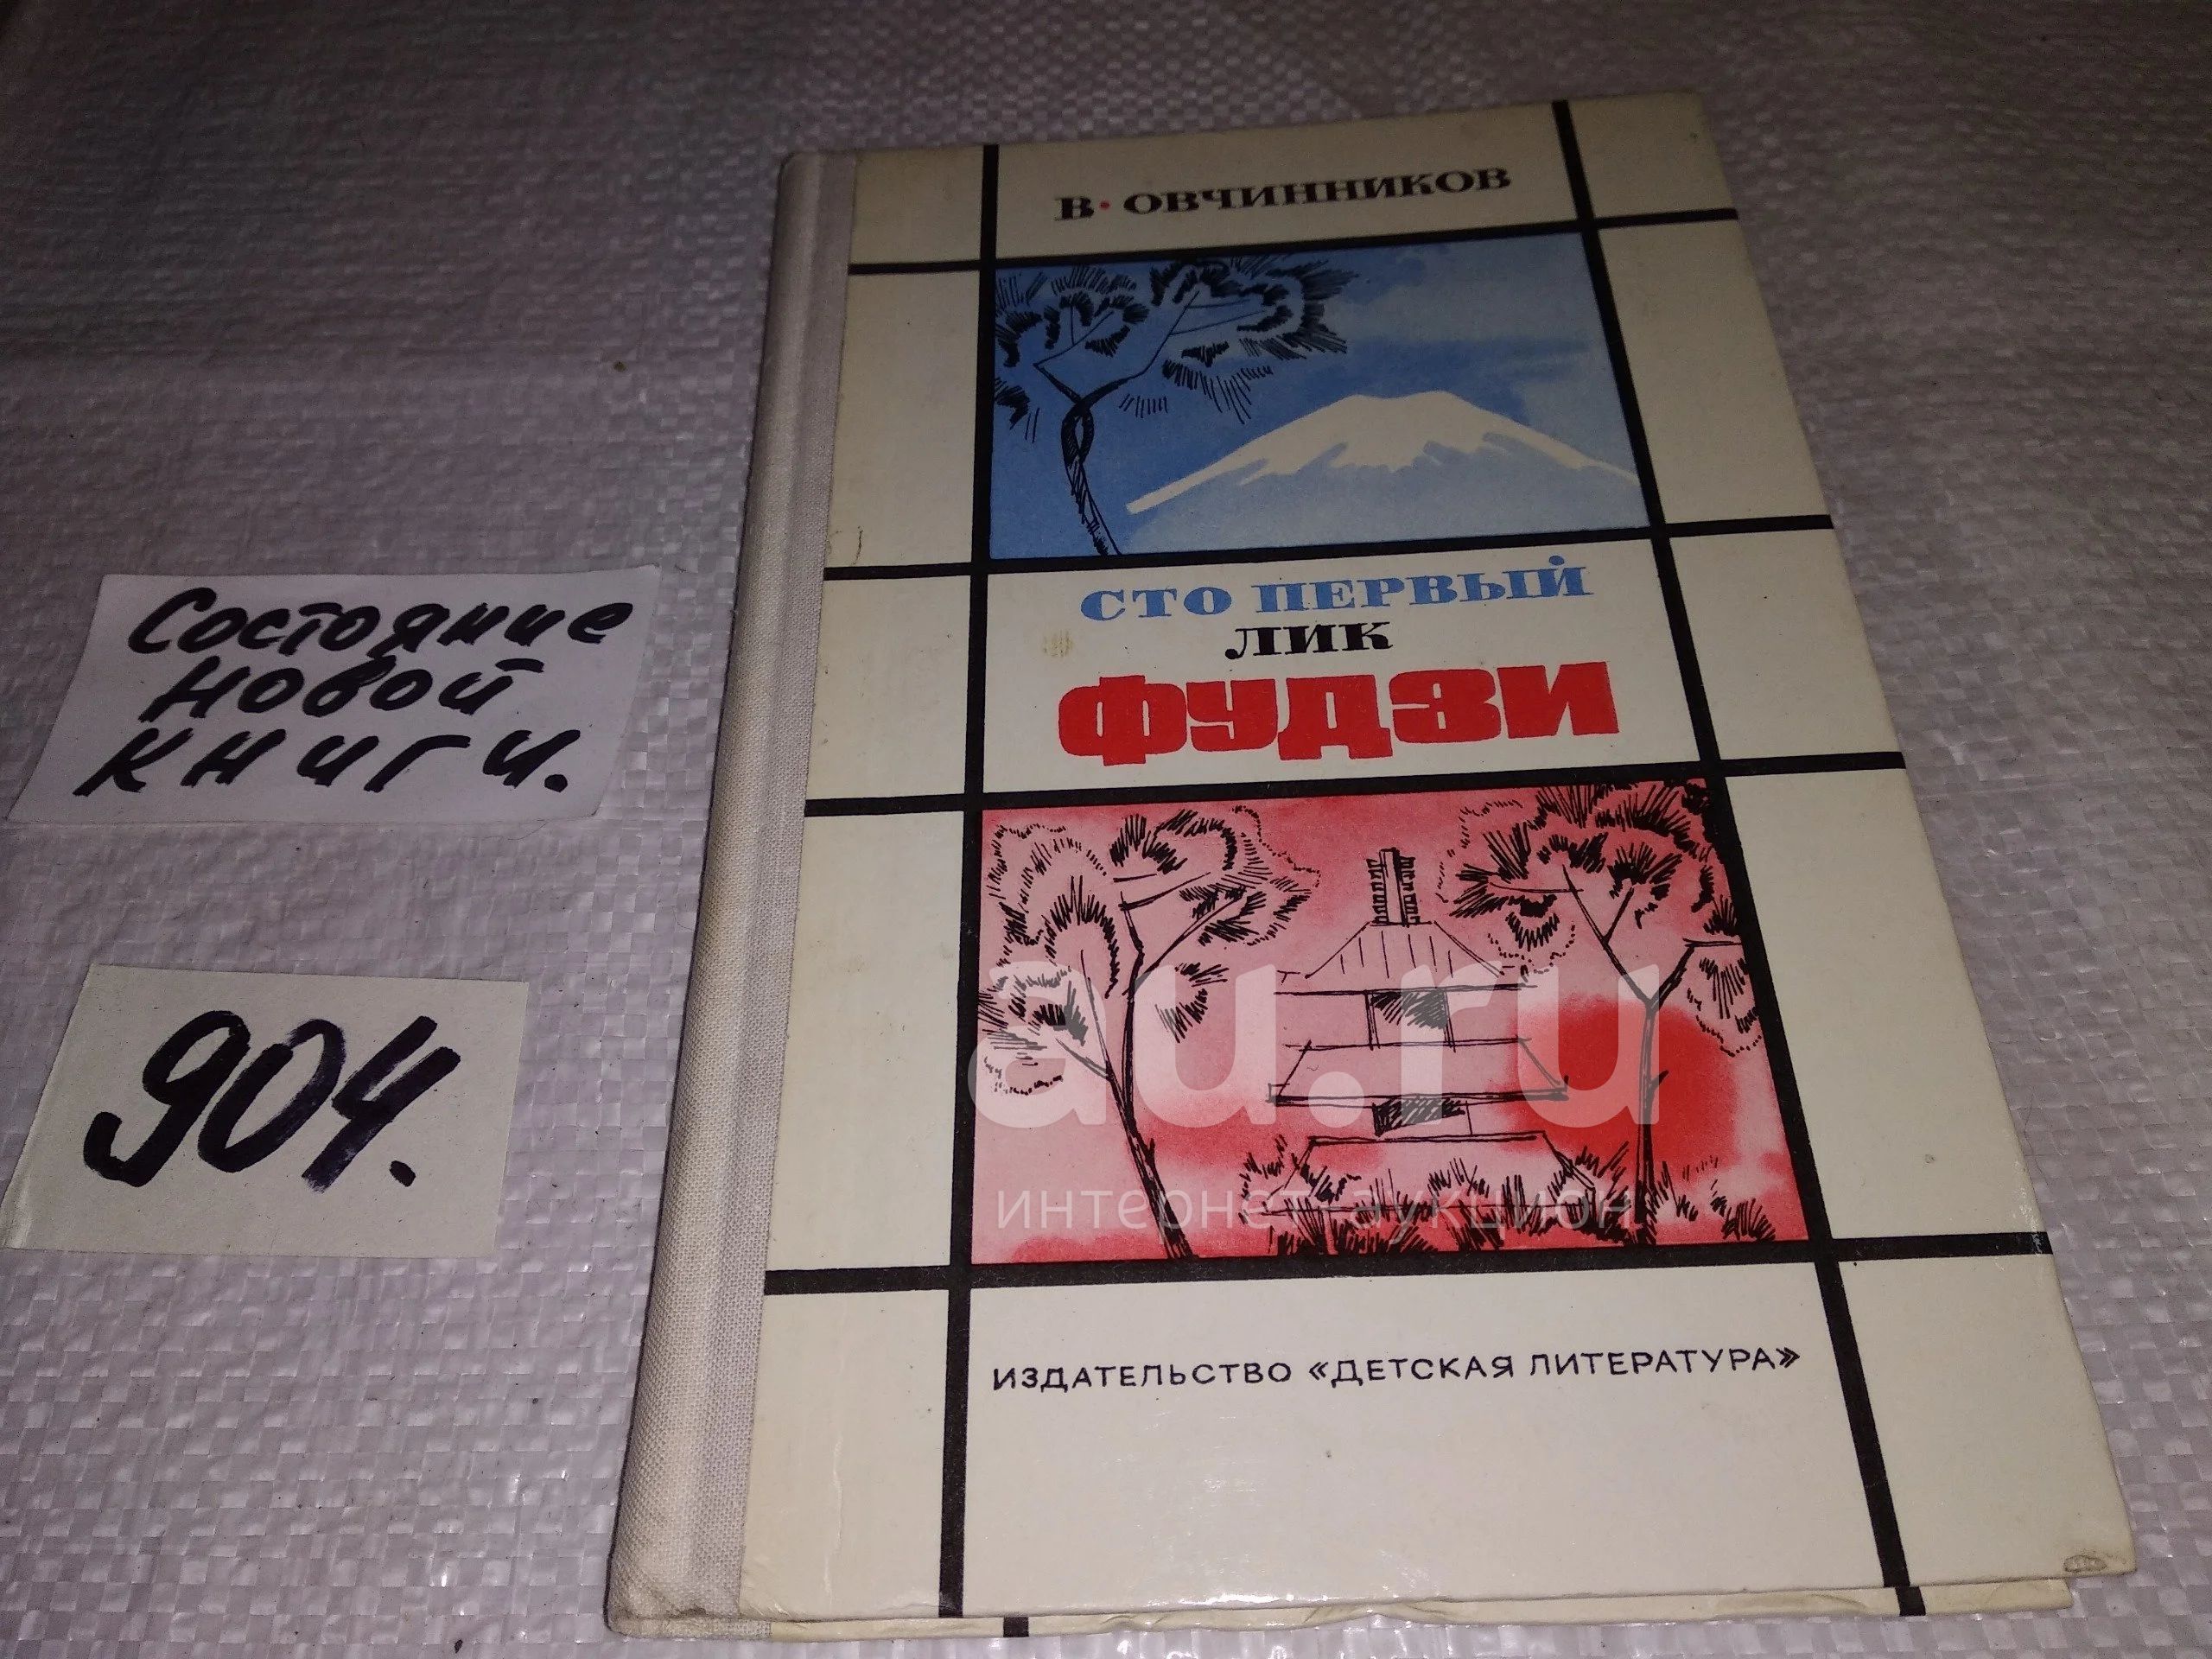 В. ОВЧИННИКОВ
СТО ПЕРВЫЙ
ЛИК
ФУДЗИ
ИЗДАТЕЛЬСТВО «ДЕТСКАЯ ЛИТЕРАТУРА»
Состояние
новой
книги.
904.
au.ru
интернет-аукцион